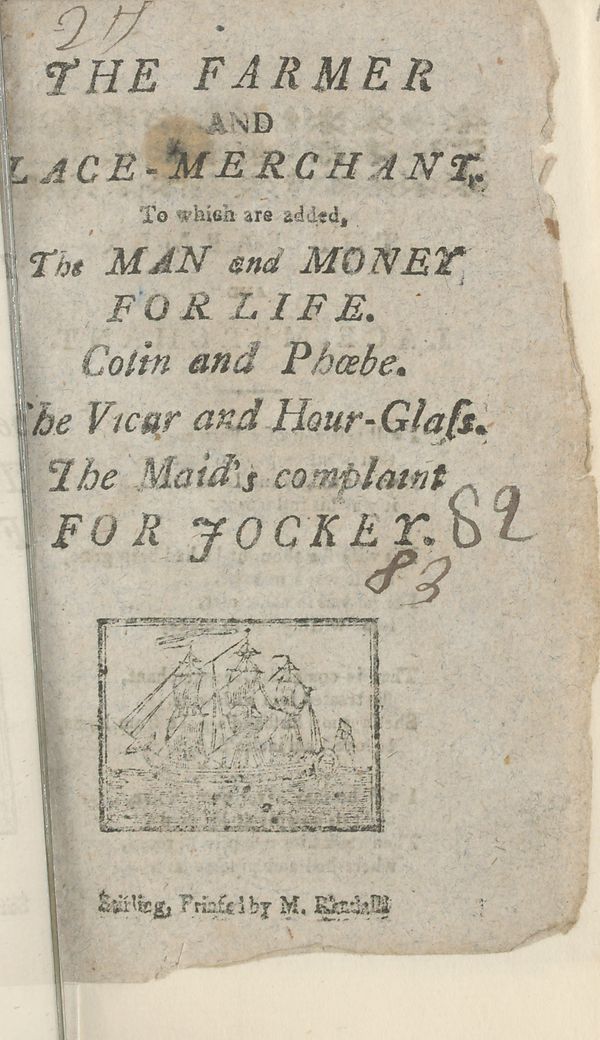 24
THE FARMER
AND
LACE-MERCHANT.
To which are added,
The MAN and MONEY
FOR LIFE.
Colin and Phœbe.
The Vicar and Hour-Glaſs.
The Maid's complaint
FOR JOCKEY.
82
83
Stirling, Printed by M. Randall